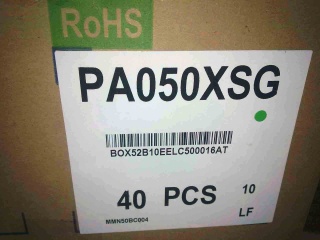 RoHS
PA050XSG
BOX52B10EELC500016AT
40 PCS 10
LF
MMN50BC004